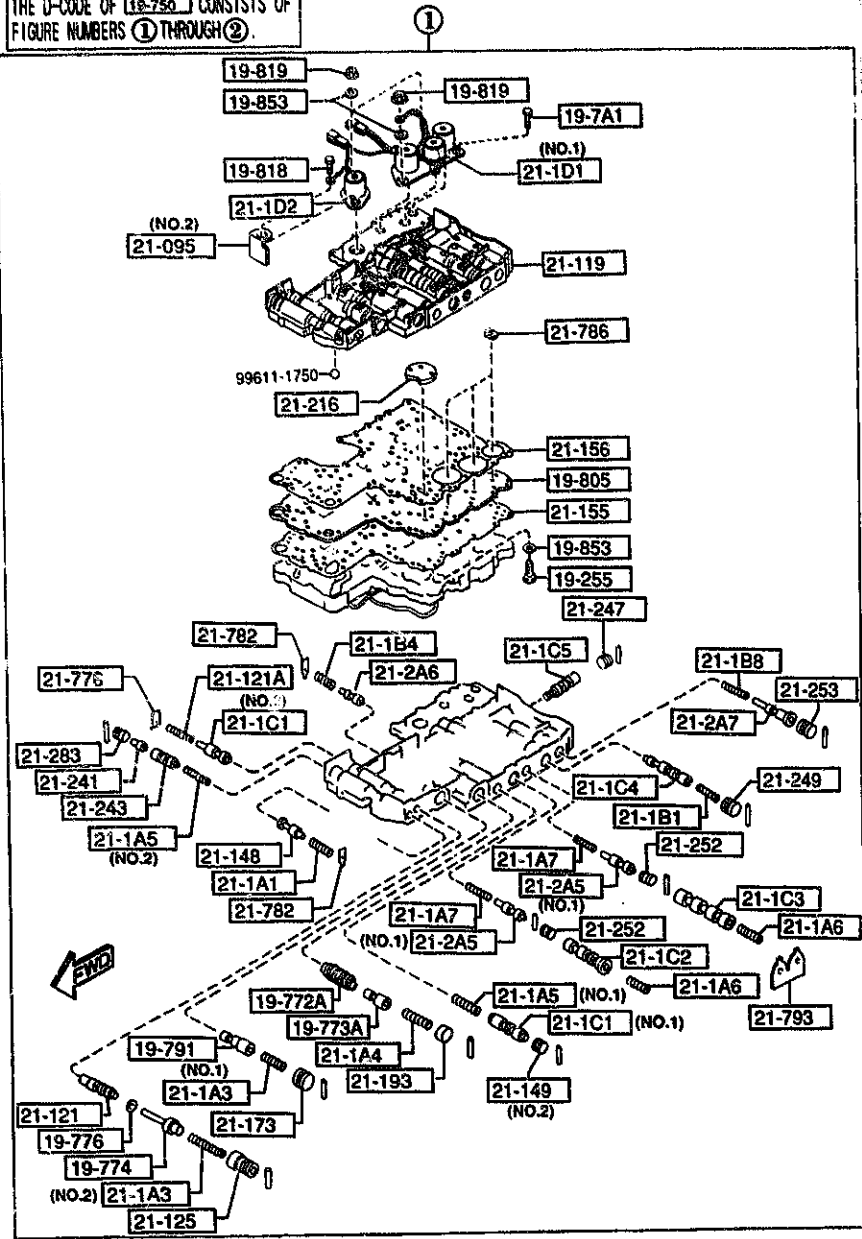 THE D-CODE OF 19-750 CONSISTS OF
FIGURE NUMBERS ① THROUGH ②.
①
19-819
19-853
19-819
19-7A1
(NO.1)
21-1D1
19-818
21-1D2
(NO.2)
21-095
21-119
21-786
99611-1750
21-216
21-156
19-805
21-155
19-853
19-255
21-247
21-782
21-1B4
21-2A6
21-1C5
21-1B8
21-253
21-2A7
21-776
21-121A
21-1C1
21-283
21-241
21-243
21-1A5
(NO.2)
21-1C4
21-249
21-1B1
21-252
21-148
21-1A1
21-782
21-1A7
21-2A5
(NO.1)
21-1C3
21-1A6
21-1A7
(NO.1) 21-2A5
21-252
21-1C2
21-1A6
21-793
FWD
19-772A
19-773A
21-1A4
21-193
21-1A5 (NO.1)
21-1C1 (NO.1)
21-149
(NO.2)
19-791
(NO.1)
21-1A3
21-173
21-121
19-776
19-774
(NO.2) 21-1A3
21-125